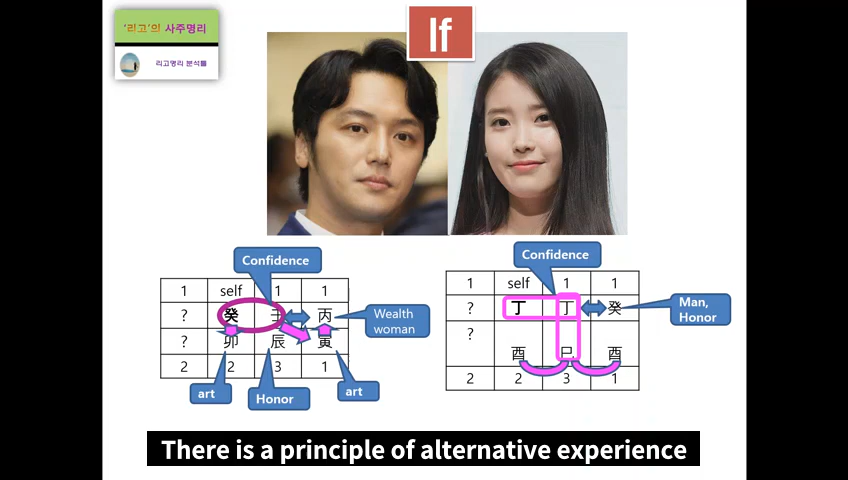 '리고'의 사주명리
리고명리 분석틀
If
Confidence
1 self 1 1
? 癸 壬 丙
? 卯 辰 寅
2 2 3 1
Wealth
woman
art
Honor
art
Confidence
1 self 1 1
? 丁 丁 癸
? 酉 巳 酉
2 2 3 1
Man,
Honor
There is a principle of alternative experience